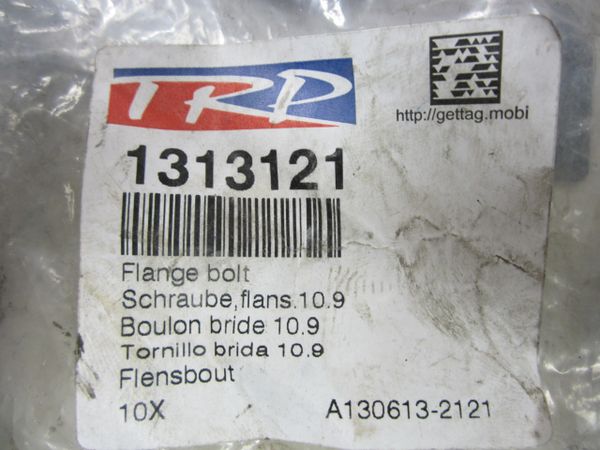 TRP
http://gettag.mobi
1313121
Flange bolt
Schraube,flans.10.9
Boulon bride 10.9
Tornillo brida 10.9
Flensbout
10X A130613-2121